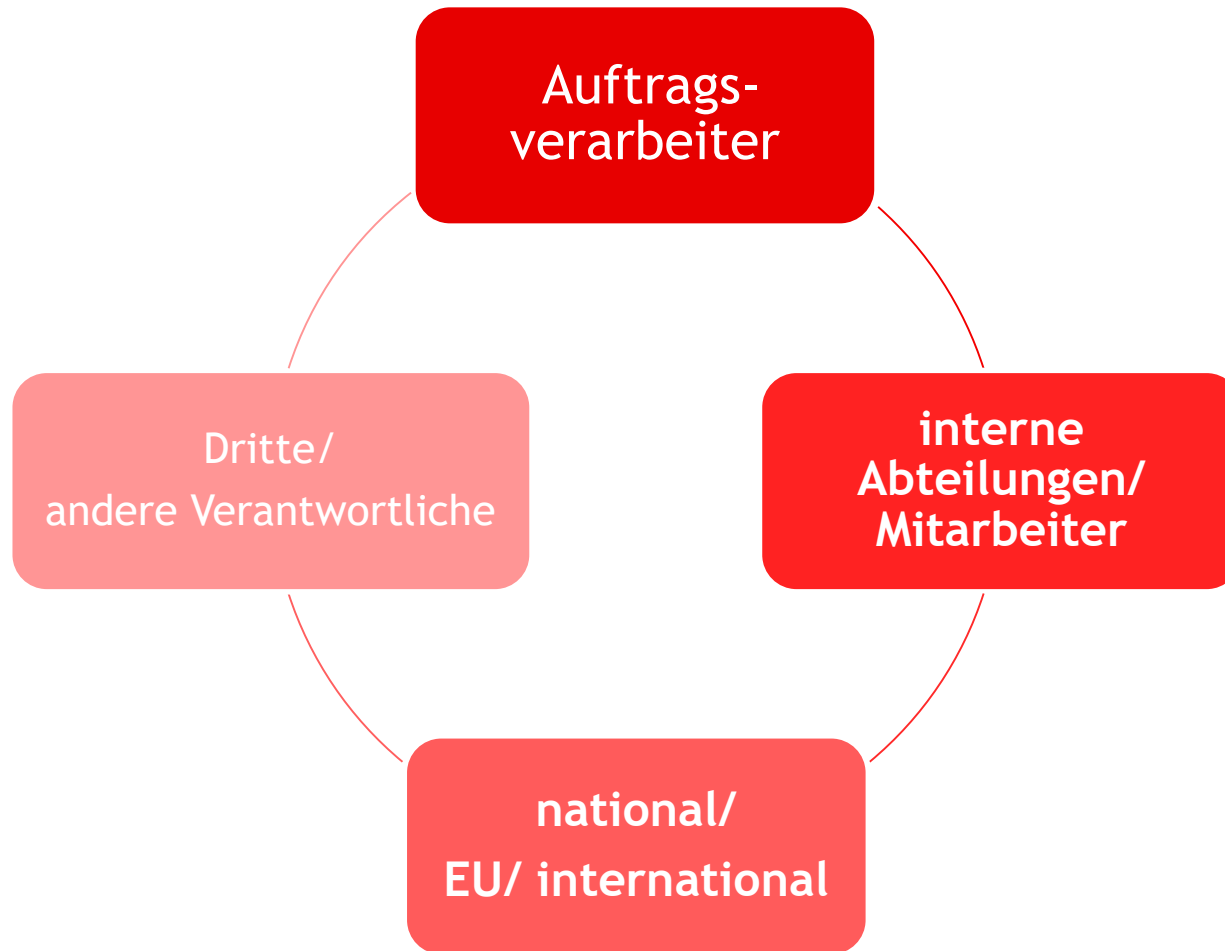 Auftrags-
verarbeiter
Dritte/
andere Verantwortliche
interne
Abteilungen/
Mitarbeiter
national/
EU/ international